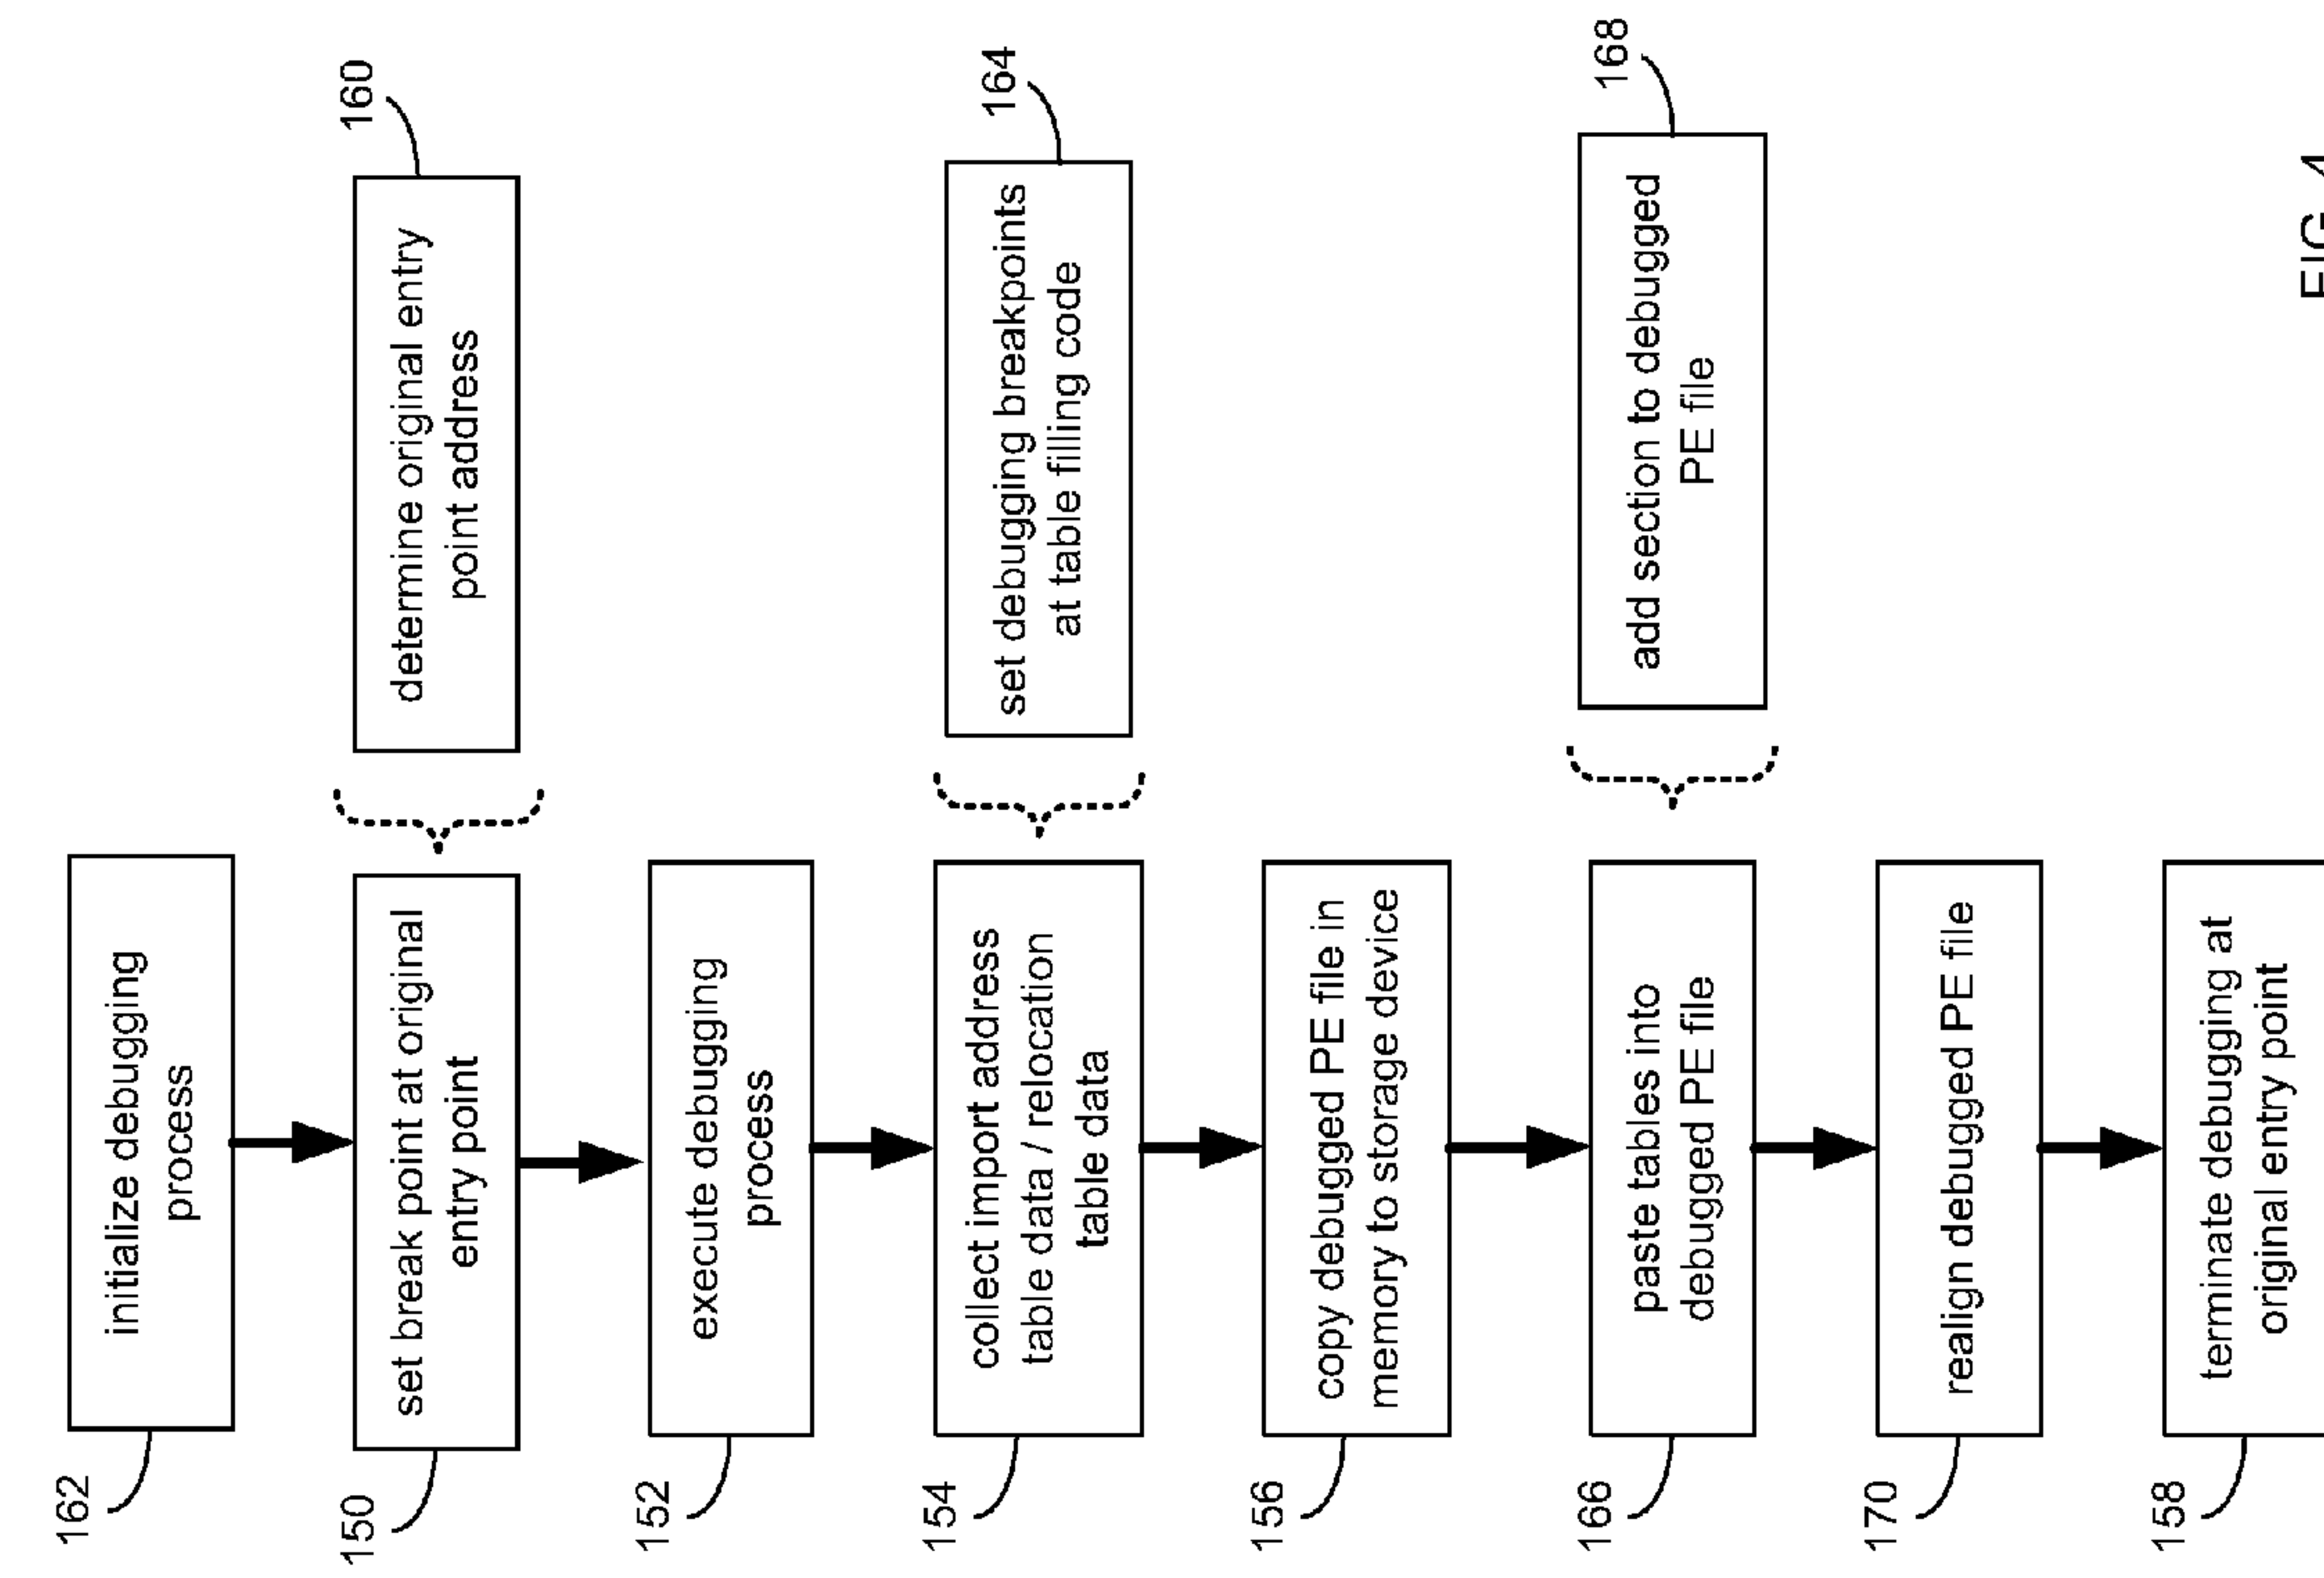 162
initialize debugging
process
150
set break point at original
entry point
160
determine original entry
point address
152
execute debugging
process
154
collect import address
table data / relocation
table data
164
set debugging breakpoints
at table filling code
156
copy debugged PE file in
memory to storage device
166
paste tables into
debugged PE file
168
add section to debugged
PE file
170
realign debugged PE file
158
terminate debugging at
original entry point
FIG 4